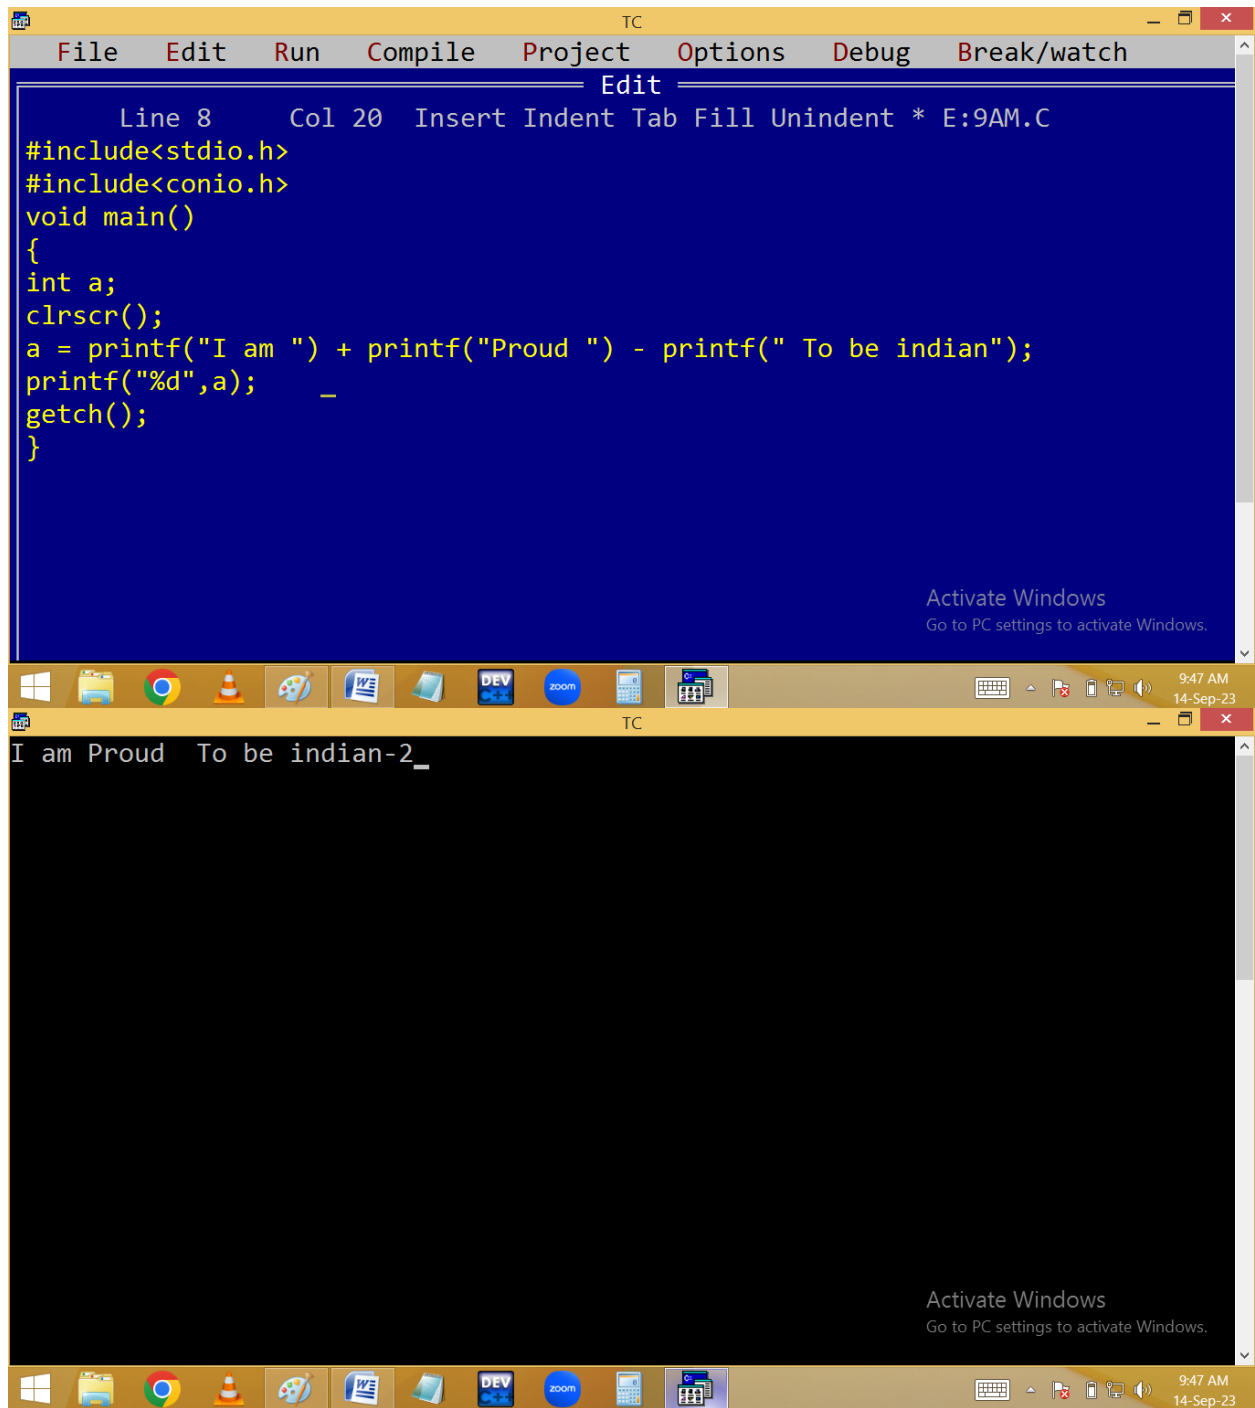 TC
File Edit Run Compile Project Options Debug Break/watch
Edit
Line 8 Col 20 Insert Indent Tab Fill Unindent * E:9AM.C
#include<stdio.h>
#include<conio.h>
void main()
{
int a;
clrscr();
a = printf("I am ") + printf("Proud ") - printf(" To be indian");
printf("%d",a);
getch();
}
Activate Windows
Go to PC settings to activate Windows.
DEV
C++
zoom
9:47 AM
14-Sep-23
TC
I am Proud  To be indian-2
Activate Windows
Go to PC settings to activate Windows.
DEV
C++
zoom
9:47 AM
14-Sep-23